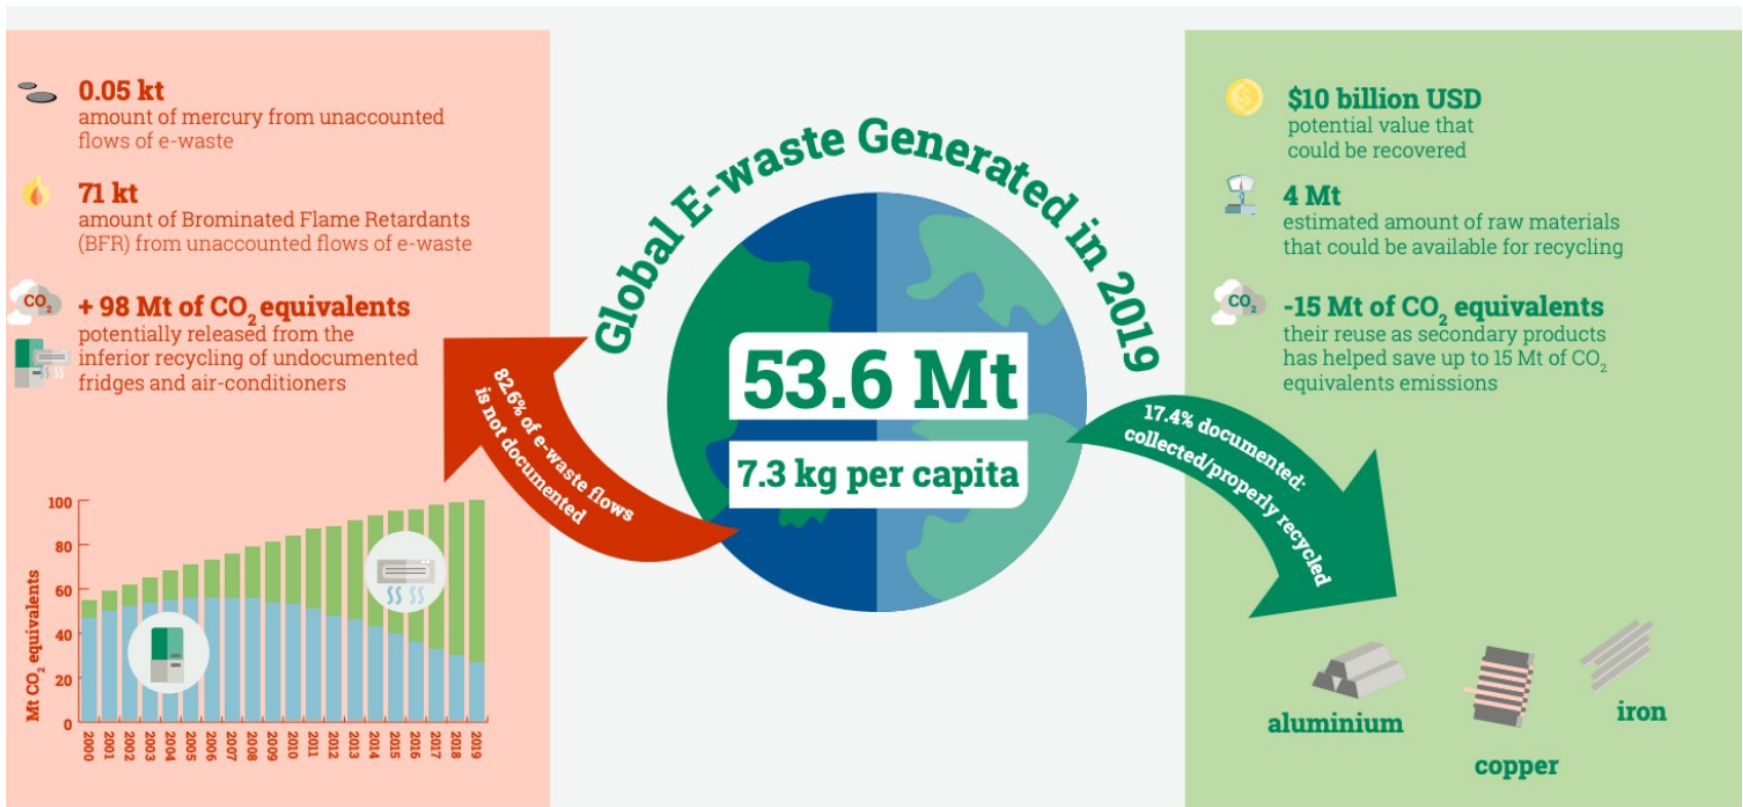 Global E-waste Generated in 2019
53.6 Mt
7.3 kg per capita
0.05 kt
amount of mercury from unaccounted
flows of e-waste
71 kt
amount of Brominated Flame Retardants
(BFR) from unaccounted flows of e-waste
CO₂
+ 98 Mt of CO₂ equivalents
potentially released from the
inferior recycling of undocumented
fridges and air-conditioners
82.6% of e-waste flows
is not documented
Mt CO₂ equivalents
100
80
60
40
20
0
2000
2001
2002
2003
2004
2005
2006
2007
2008
2009
2010
2011
2012
2013
2014
2015
2016
2017
2018
2019
$10 billion USD
potential value that
could be recovered
4 Mt
estimated amount of raw materials
that could be available for recycling
CO₂
-15 Mt of CO₂ equivalents
their reuse as secondary products
has helped save up to 15 Mt of CO₂
equivalents emissions
17.4% documented:
collected/properly recycled
aluminium
copper
iron